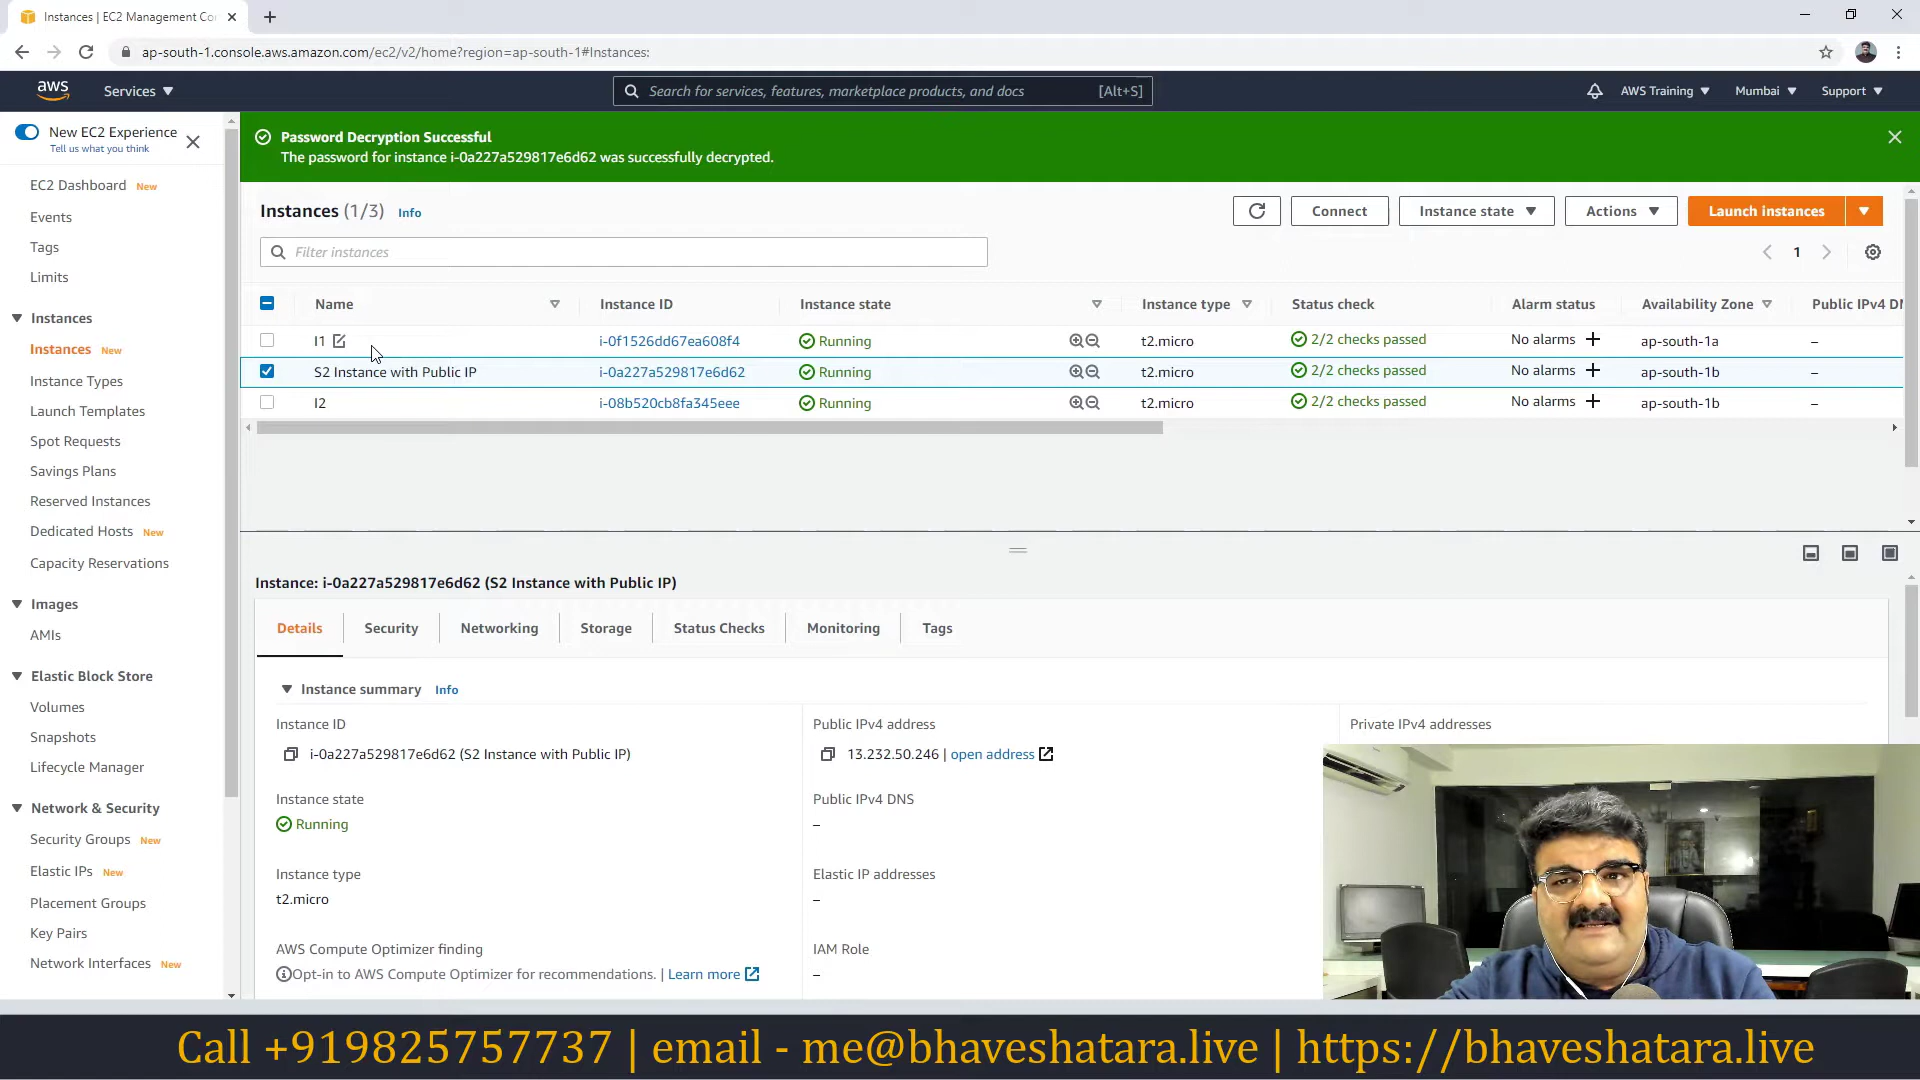 Instances | EC2 Management Co
ap-south-1.console.aws.amazon.com/ec2/v2/home?region=ap-south-1#Instances:
aws
Services
Search for services, features, marketplace products, and docs
[Alt+S]
AWS Training
Mumbai
Support
New EC2 Experience
Tell us what you think
EC2 Dashboard New
Events
Tags
Limits
Instances
Instances New
Instance Types
Launch Templates
Spot Requests
Savings Plans
Reserved Instances
Dedicated Hosts New
Capacity Reservations
Images
AMIs
Elastic Block Store
Volumes
Snapshots
Lifecycle Manager
Network & Security
Security Groups New
Elastic IPs New
Placement Groups
Key Pairs
Network Interfaces New
Password Decryption Successful
The password for instance i-0a227a529817e6d62 was successfully decrypted.
Instances (1/3) Info
Connect
Instance state
Actions
Launch instances
Filter instances
1
Name Instance ID Instance state Instance type Status check Alarm status Availability Zone Public IPv4 DN
I1 i-0f1526dd67ea608f4 Running t2.micro 2/2 checks passed No alarms + ap-south-1a –
S2 Instance with Public IP i-0a227a529817e6d62 Running t2.micro 2/2 checks passed No alarms + ap-south-1b –
I2 i-08b520cb8fa345eee Running t2.micro 2/2 checks passed No alarms + ap-south-1b –
Instance: i-0a227a529817e6d62 (S2 Instance with Public IP)
Details Security Networking Storage Status Checks Monitoring Tags
Instance summary Info
Instance ID
i-0a227a529817e6d62 (S2 Instance with Public IP)
Public IPv4 address
13.232.50.246 | open address
Private IPv4 addresses
Instance state
Running
Public IPv4 DNS
–
Instance type
t2.micro
Elastic IP addresses
–
AWS Compute Optimizer finding
Opt-in to AWS Compute Optimizer for recommendations. | Learn more
IAM Role
–
Call +919825757737 | email - me@bhaveshatara.live | https://bhaveshatara.live